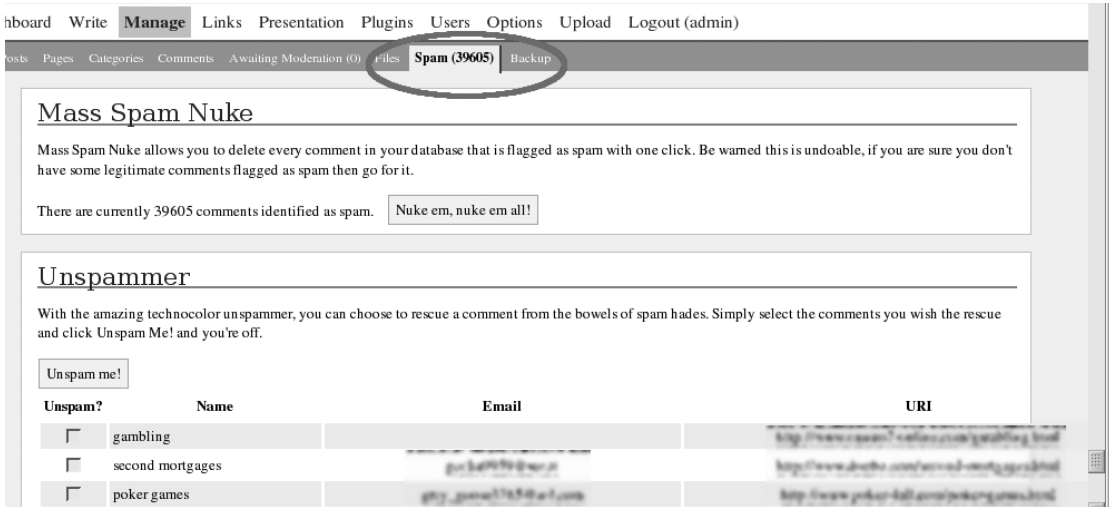 hboard Write Manage Links Presentation Plugins Users Options Upload Logout (admin)
Posts Pages Categories Comments Awaiting Moderation (0) Files Spam (39605) Backup
Mass Spam Nuke
Mass Spam Nuke allows you to delete every comment in your database that is flagged as spam with one click. Be warned this is undoable, if you are sure you don't
have some legitimate comments flagged as spam then go for it.
There are currently 39605 comments identified as spam. Nuke em, nuke em all!
Unspammer
With the amazing technocolor unspammer, you can choose to rescue a comment from the bowels of spam hades. Simply select the comments you wish the rescue
and click Unspam Me! and you're off.
Unspam me!
Unspam? Name Email URI
gambling
second mortgages
poker games